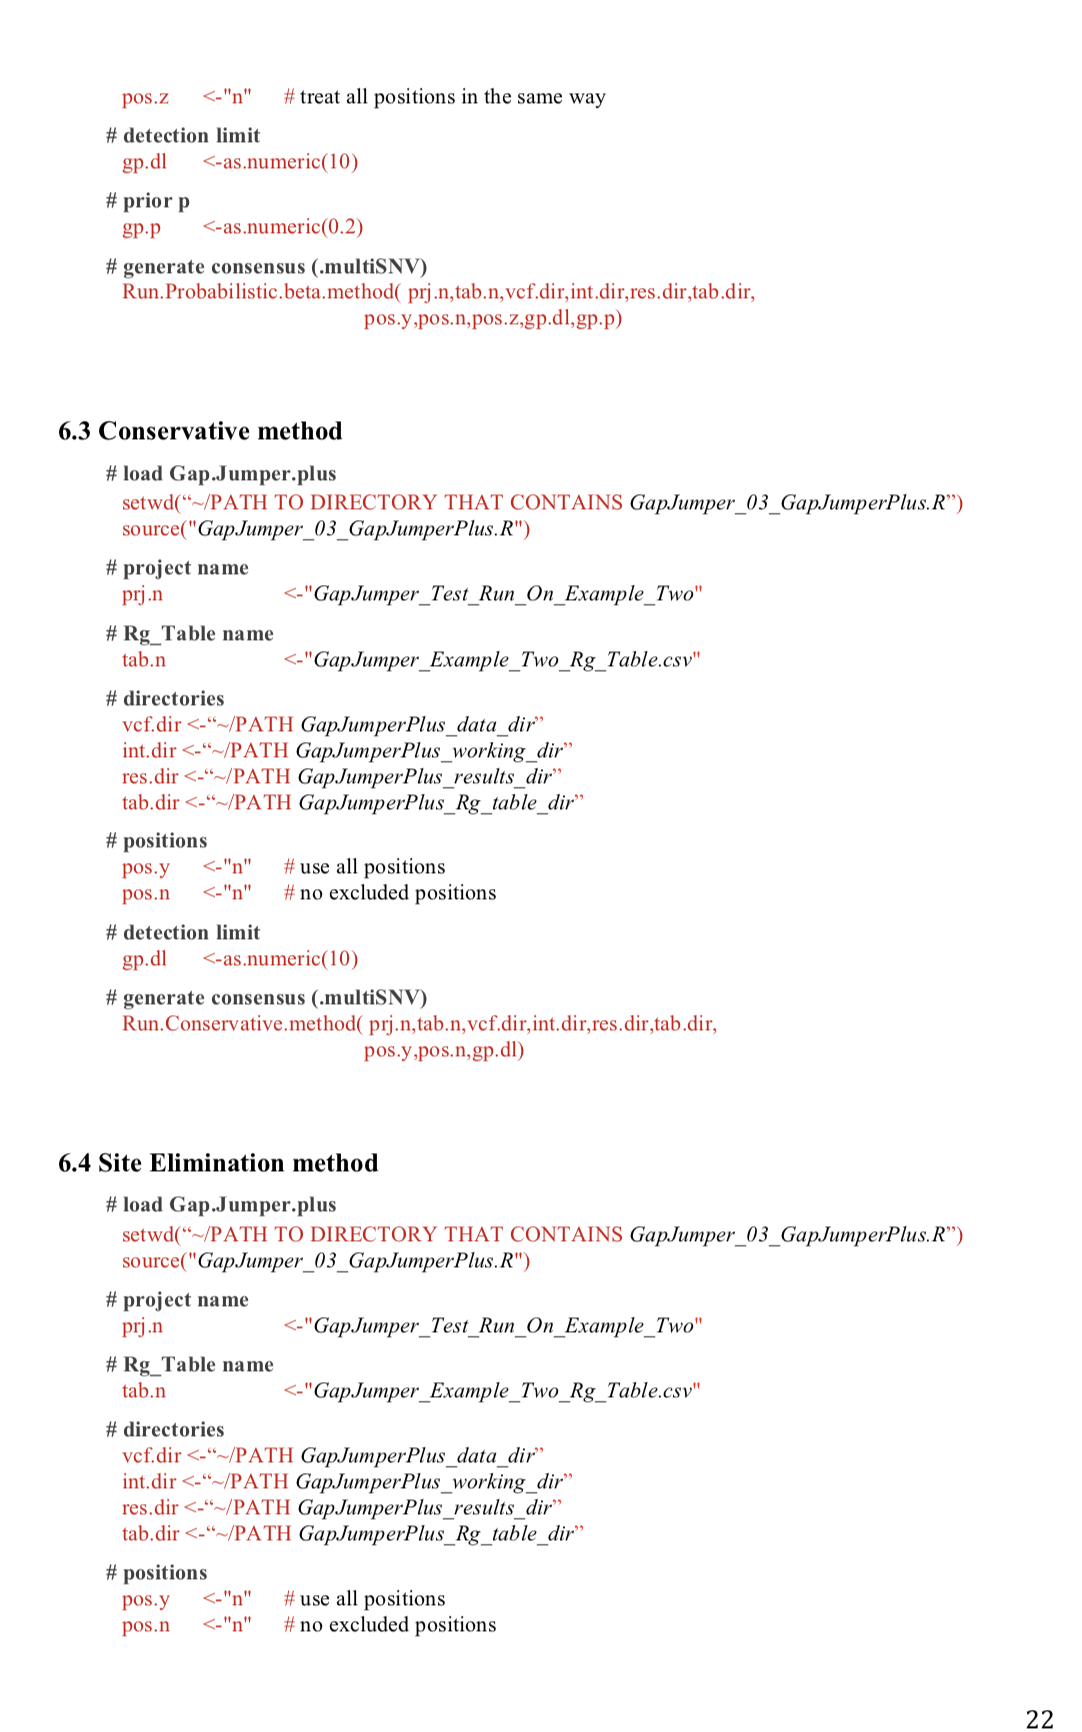 pos.z <-"n" # treat all positions in the same way
# detection limit
gp.dl <-as.numeric(10)
# prior p
gp.p <-as.numeric(0.2)
# generate consensus (.multiSNV)
Run.Probabilistic.beta.method( prj.n,tab.n,vcf.dir,int.dir,res.dir,tab.dir,
pos.y,pos.n,pos.z,gp.dl,gp.p)
6.3 Conservative method
# load Gap.Jumper.plus
setwd(“~/PATH TO DIRECTORY THAT CONTAINS GapJumper_03_GapJumperPlus.R”)
source("GapJumper_03_GapJumperPlus.R")
# project name
prj.n <-"GapJumper_Test_Run_On_Example_Two"
# Rg_Table name
tab.n <-"GapJumper_Example_Two_Rg_Table.csv"
# directories
vcf.dir <-“~/PATH GapJumperPlus_data_dir”
int.dir <-“~/PATH GapJumperPlus_working_dir”
res.dir <-“~/PATH GapJumperPlus_results_dir”
tab.dir <-“~/PATH GapJumperPlus_Rg_table_dir”
# positions
pos.y <-"n" # use all positions
pos.n <-"n" # no excluded positions
# detection limit
gp.dl <-as.numeric(10)
# generate consensus (.multiSNV)
Run.Conservative.method( prj.n,tab.n,vcf.dir,int.dir,res.dir,tab.dir,
pos.y,pos.n,gp.dl)
6.4 Site Elimination method
# load Gap.Jumper.plus
setwd(“~/PATH TO DIRECTORY THAT CONTAINS GapJumper_03_GapJumperPlus.R”)
source("GapJumper_03_GapJumperPlus.R")
# project name
prj.n <-"GapJumper_Test_Run_On_Example_Two"
# Rg_Table name
tab.n <-"GapJumper_Example_Two_Rg_Table.csv"
# directories
vcf.dir <-“~/PATH GapJumperPlus_data_dir”
int.dir <-“~/PATH GapJumperPlus_working_dir”
res.dir <-“~/PATH GapJumperPlus_results_dir”
tab.dir <-“~/PATH GapJumperPlus_Rg_table_dir”
# positions
pos.y <-"n" # use all positions
pos.n <-"n" # no excluded positions
22